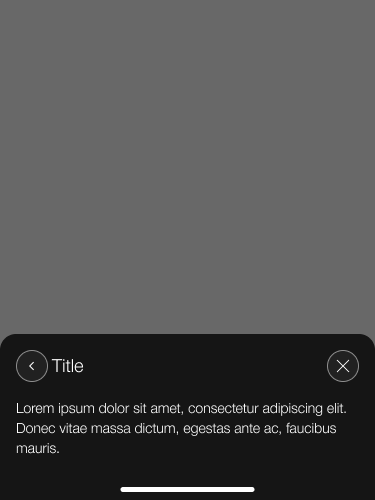 Title
Lorem ipsum dolor sit amet, consectetur adipiscing elit.
Donec vitae massa dictum, egestas ante ac, faucibus
mauris.